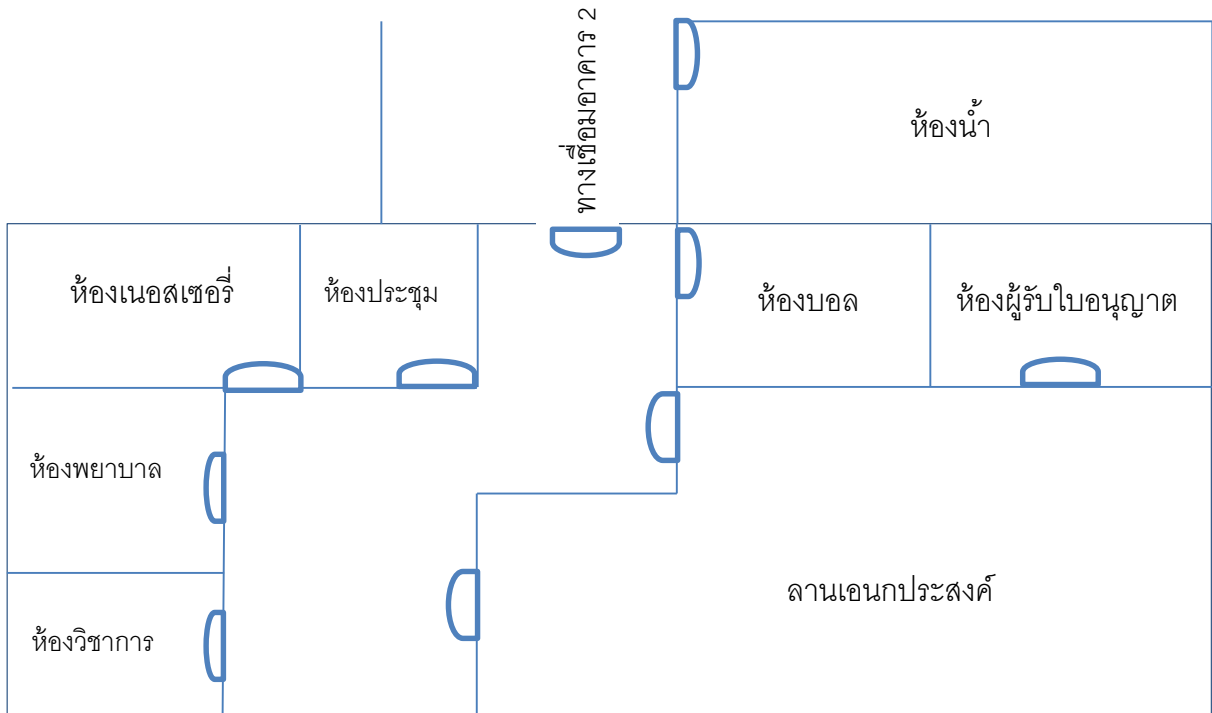 ทางเชื่อมอาคาร 2
ห้องน้ำ
ห้องเนอสเซอรี่
ห้องประชุม
ห้องบอล
ห้องผู้รับใบอนุญาต
ห้องพยาบาล
ลานเอนกประสงค์
ห้องวิชาการ